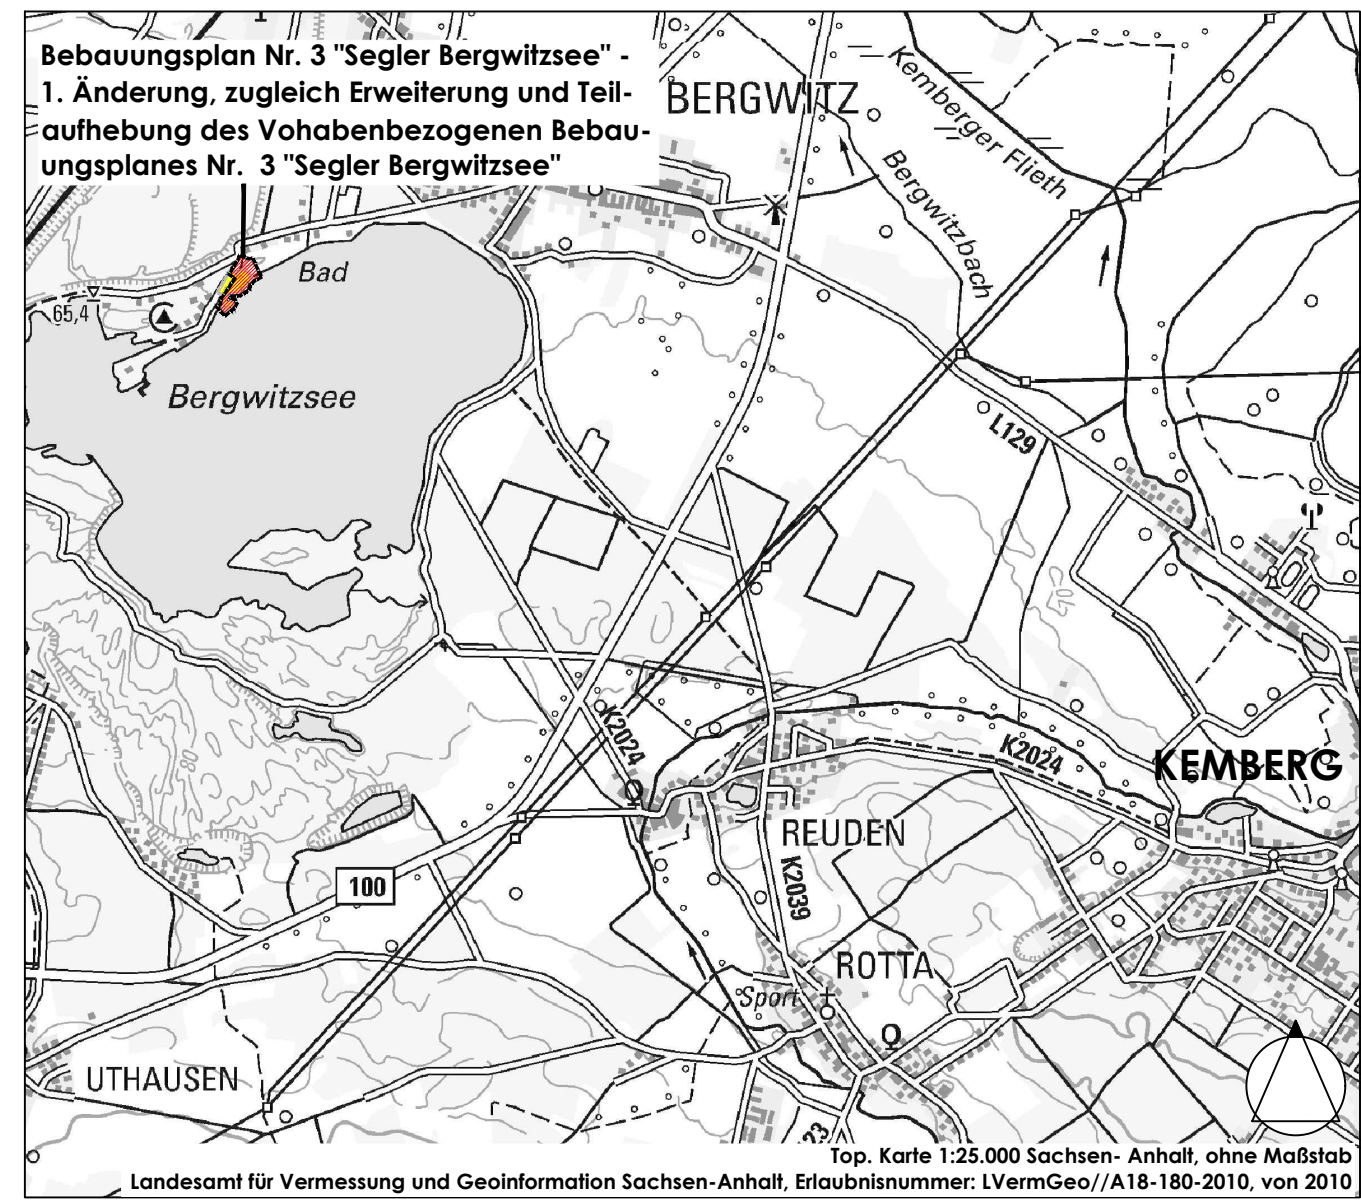 Bebauungsplan Nr. 3 "Segler Bergwitzsee" -
1. Änderung, zugleich Erweiterung und Teil-
aufhebung des Vohabenbezogenen Bebau-
ungsplanes Nr. 3 "Segler Bergwitzsee"
BERGWITZ
Kemberger Flieth
Bergwitzbach
Bad
65,4
Bergwitzsee
L129
K2024
K2024
KEMBERG
REUDEN
100
K2039
ROTTA
Sport
UTHAUSEN
23
Top. Karte 1:25.000 Sachsen- Anhalt, ohne Maßstab
Landesamt für Vermessung und Geoinformation Sachsen-Anhalt, Erlaubnisnummer: LVermGeo//A18-180-2010, von 2010